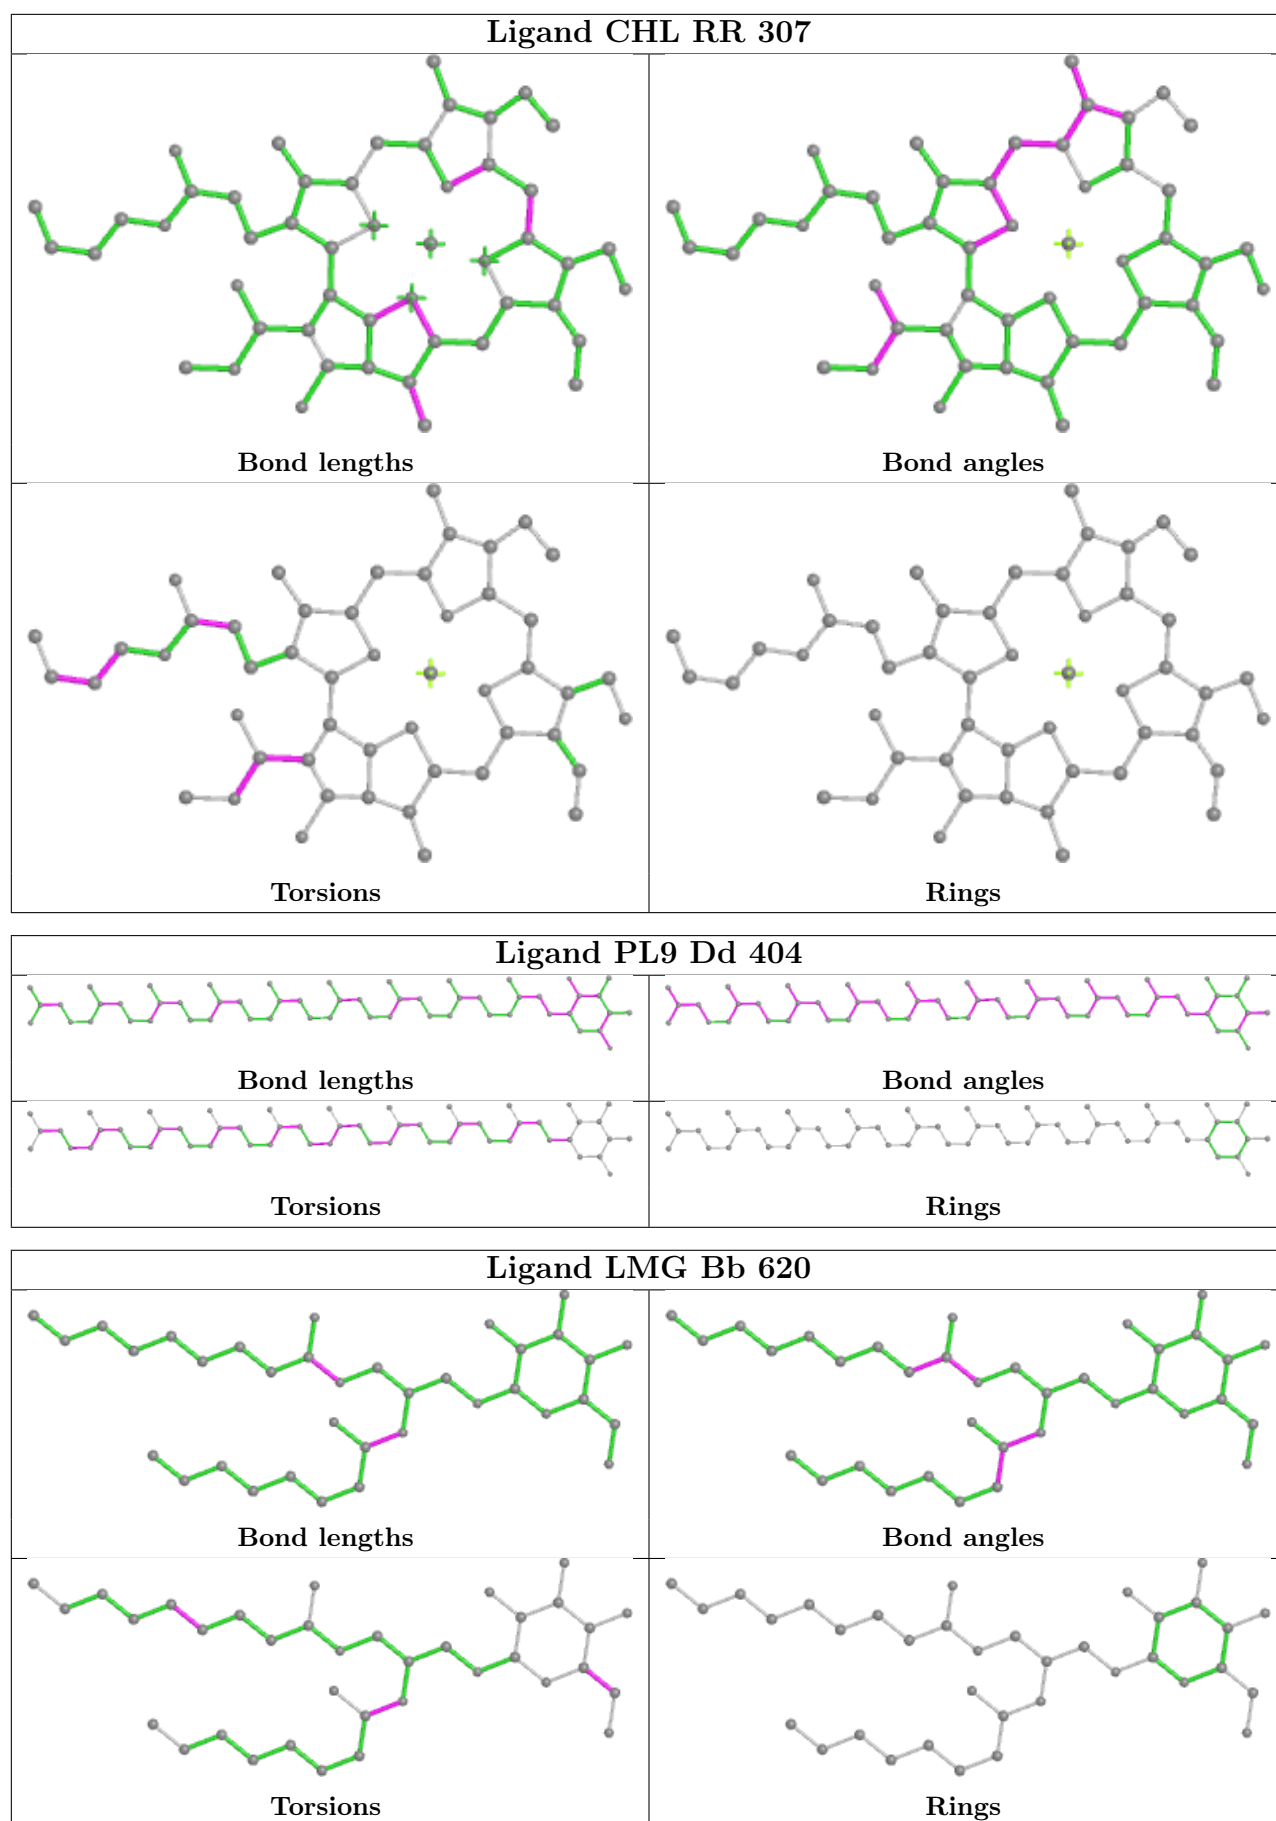 Ligand CHL RR 307
Bond lengths
Bond angles
Torsions
Rings
Ligand PL9 Dd 404
Bond lengths
Bond angles
Torsions
Rings
Ligand LMG Bb 620
Bond lengths
Bond angles
Torsions
Rings